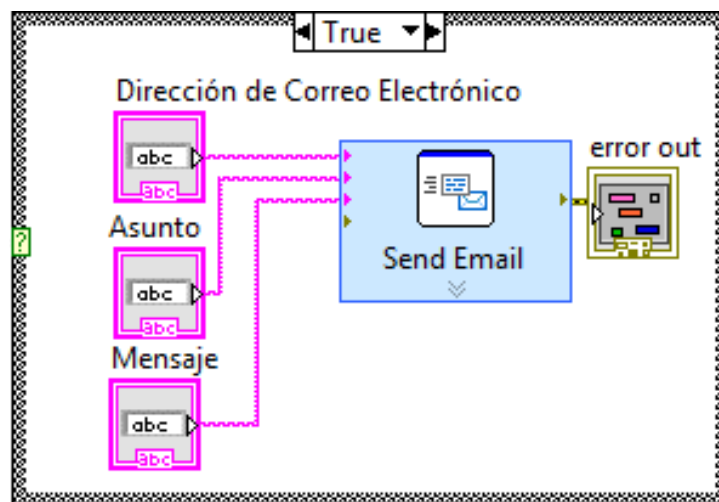 True
Dirección de Correo Electrónico
abc
abc
error out
Asunto
?
abc
abc
Send Email
Mensaje
abc
abc